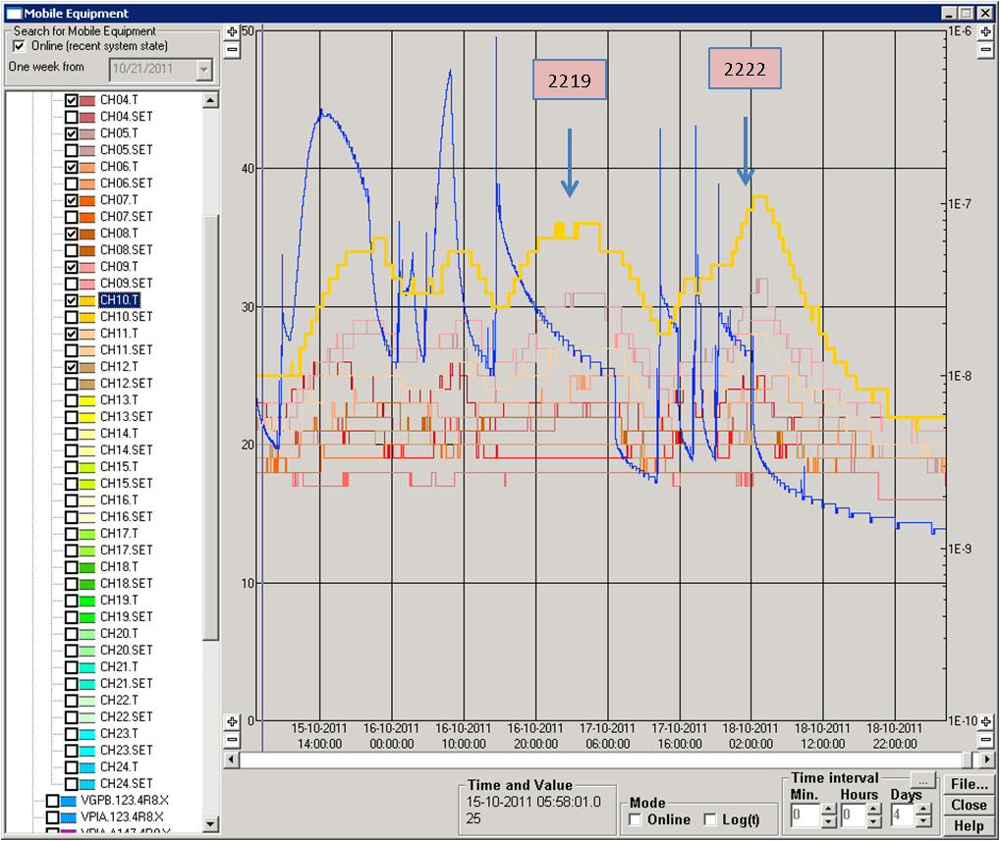 Mobile Equipment
Search for Mobile Equipment
Online (recent system state)
One week from 10/21/2011
CH04.T
CH04.SET
CH05.T
CH05.SET
CH06.T
CH06.SET
CH07.T
CH07.SET
CH08.T
CH08.SET
CH09.T
CH09.SET
CH10.T
CH10.SET
CH11.T
CH11.SET
CH12.T
CH12.SET
CH13.T
CH13.SET
CH14.T
CH14.SET
CH15.T
CH15.SET
CH16.T
CH16.SET
CH17.T
CH17.SET
CH18.T
CH18.SET
CH19.T
CH19.SET
CH20.T
CH20.SET
CH21.T
CH21.SET
CH22.T
CH22.SET
CH23.T
CH23.SET
CH24.T
CH24.SET
VGPB.123.4R8.X
VPIA.123.4R8.X
50
40
30
20
10
0
2219
2222
1E-6
1E-7
1E-8
1E-9
1E-10
15-10-2011 16-10-2011 16-10-2011 16-10-2011 17-10-2011 17-10-2011 18-10-2011 18-10-2011 18-10-2011
14:00:00 00:00:00 10:00:00 20:00:00 06:00:00 16:00:00 02:00:00 12:00:00 22:00:00
Time and Value
15-10-2011 05:58:01.0
25
Mode
Online Log(t)
Time interval ...
Min. Hours Days
0 0 4
File...
Close
Help